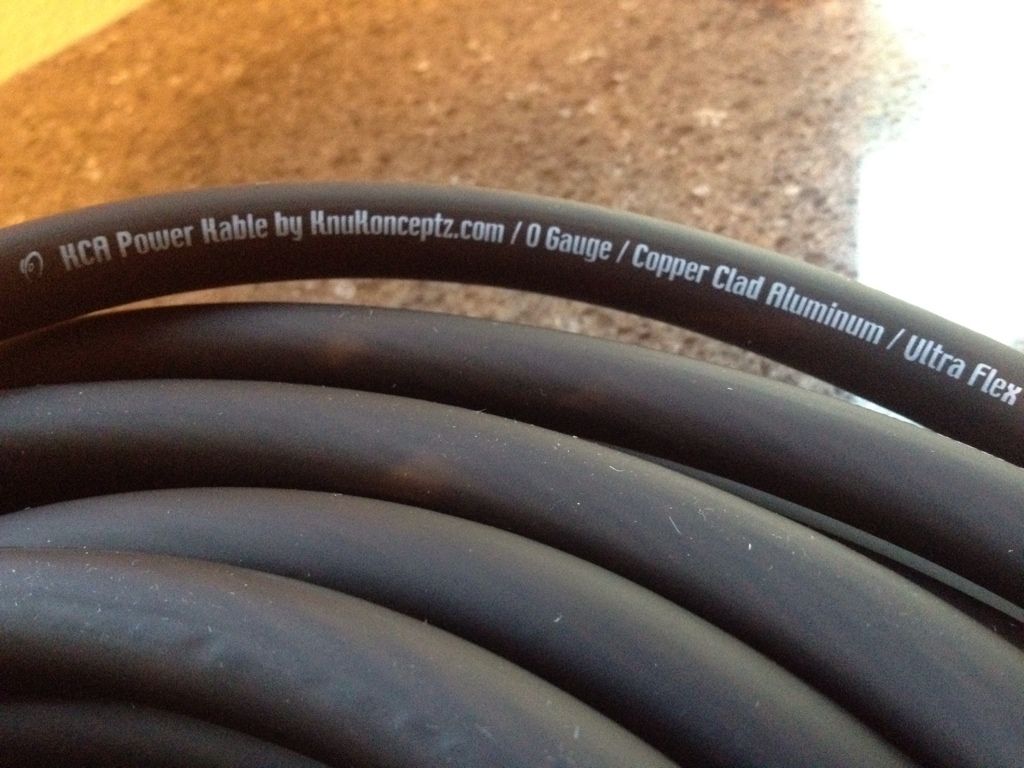 KCA Power Kable by KnuKonceptz.com / 0 Gauge / Copper Clad Aluminum / Ultra Flex